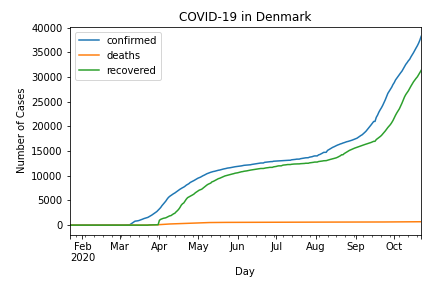 COVID-19 in Denmark
confirmed
deaths
recovered
Number of Cases
40000
35000
30000
25000
20000
15000
10000
5000
0
Feb Mar Apr May Jun Jul Aug Sep Oct
2020
Day